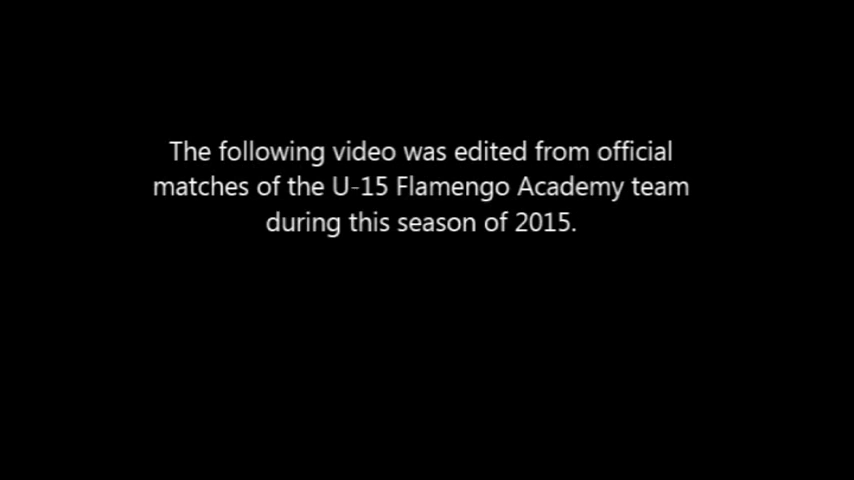 The following video was edited from official
matches of the U-15 Flamengo Academy team
during this season of 2015.